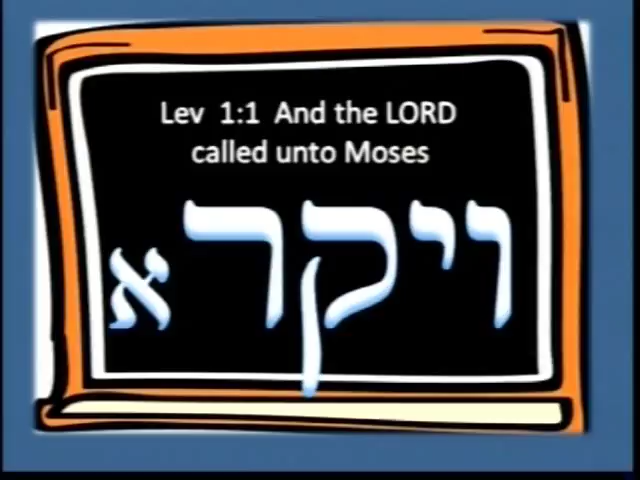 Lev 1:1 And the LORD
called unto Moses
ויקרא